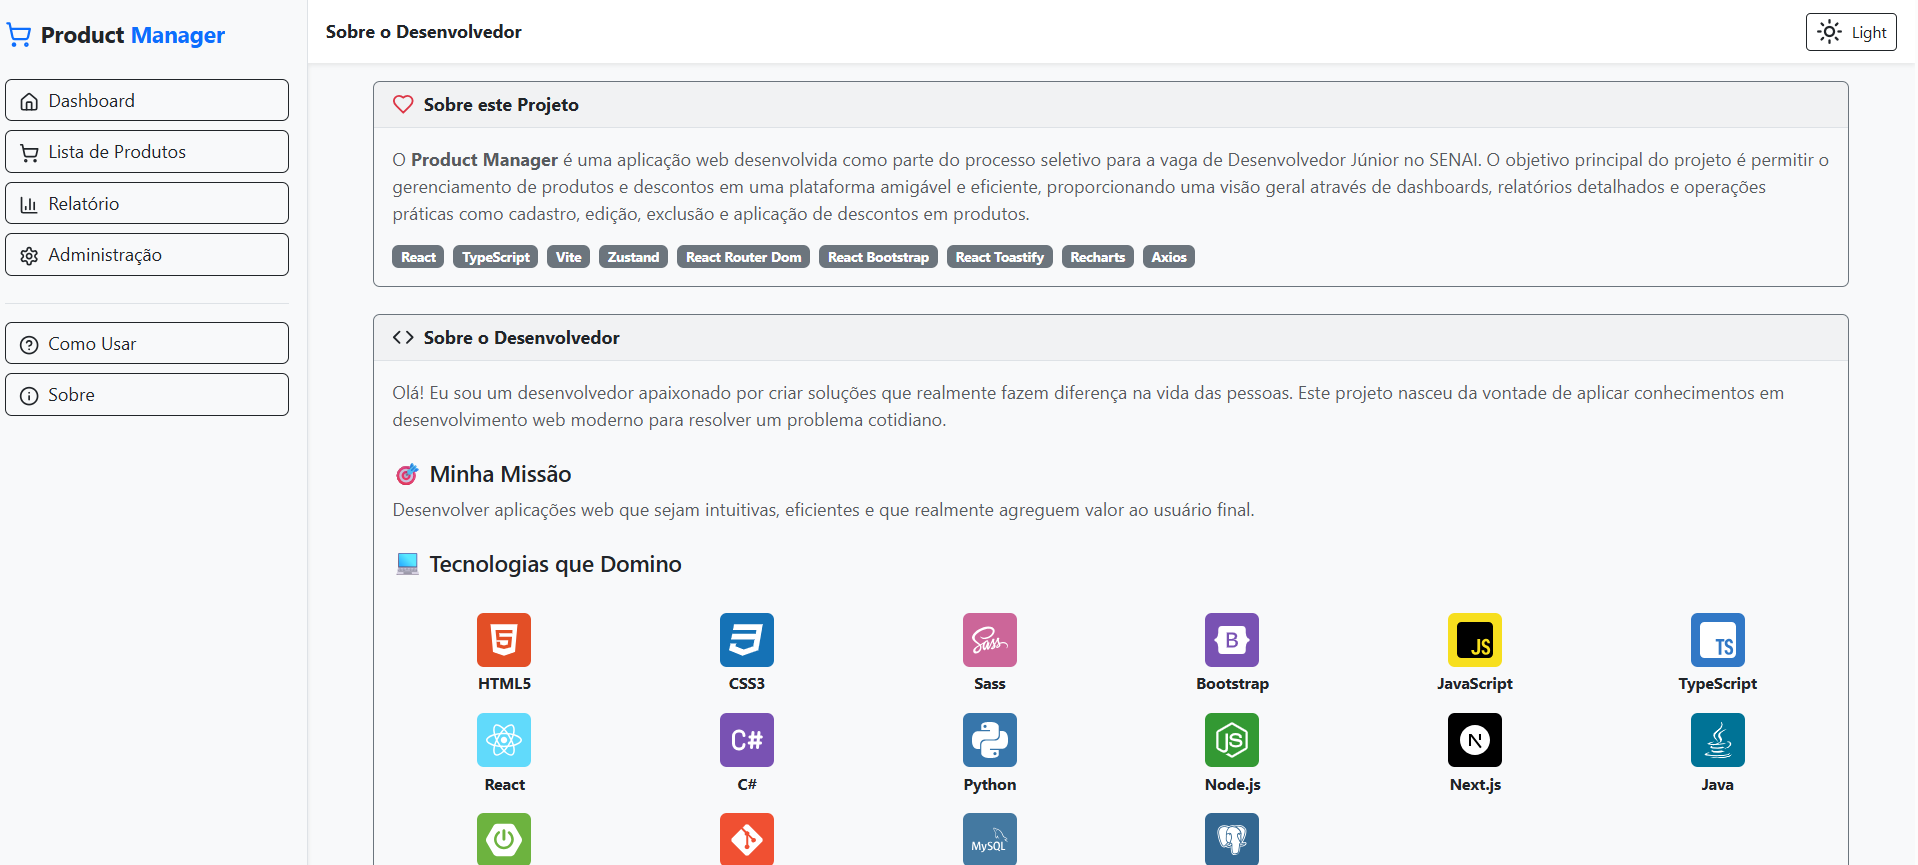 Product Manager
Dashboard
Lista de Produtos
Relatório
Administração
Como Usar
Sobre
Sobre o Desenvolvedor
Light
Sobre este Projeto
O Product Manager é uma aplicação web desenvolvida como parte do processo seletivo para a vaga de Desenvolvedor Júnior no SENAI. O objetivo principal do projeto é permitir o
gerenciamento de produtos e descontos em uma plataforma amigável e eficiente, proporcionando uma visão geral através de dashboards, relatórios detalhados e operações
práticas como cadastro, edição, exclusão e aplicação de descontos em produtos.
React TypeScript Vite Zustand React Router Dom React Bootstrap React Toastify Recharts Axios
Sobre o Desenvolvedor
Olá! Eu sou um desenvolvedor apaixonado por criar soluções que realmente fazem diferença na vida das pessoas. Este projeto nasceu da vontade de aplicar conhecimentos em
desenvolvimento web moderno para resolver um problema cotidiano.
Minha Missão
Desenvolver aplicações web que sejam intuitivas, eficientes e que realmente agreguem valor ao usuário final.
Tecnologias que Domino
Sass B JS TS
HTML5 CSS3 Sass Bootstrap JavaScript TypeScript
C# JS N
React C# Python Node.js Next.js Java
MySQL